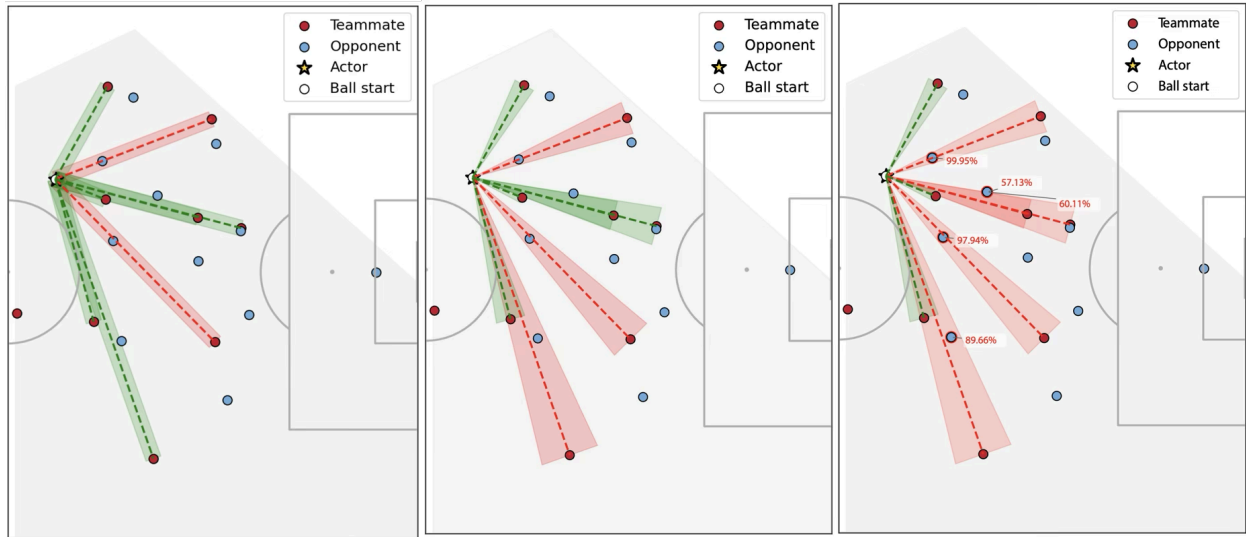 Teammate
Opponent
Actor
Ball start
Teammate
Opponent
Actor
Ball start
Teammate
Opponent
Actor
Ball start
99.95%
57.13%
60.11%
97.94%
89.66%